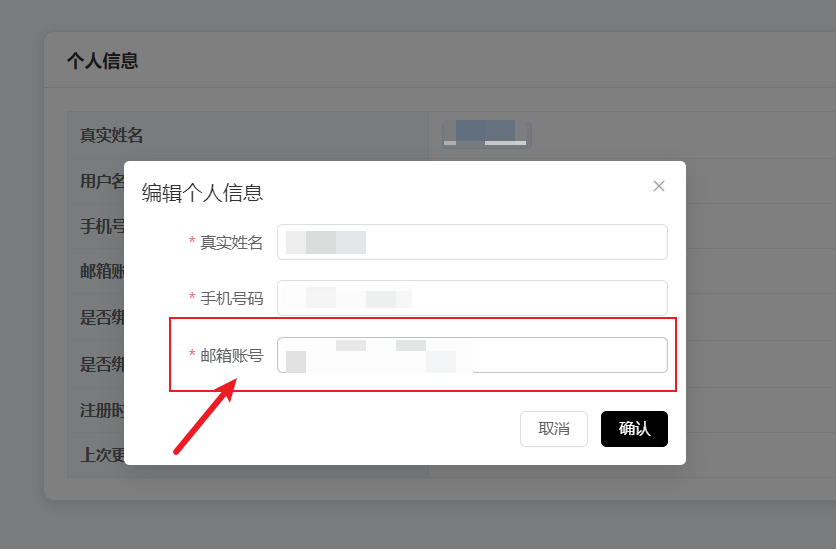 个人信息
真实姓名
用户名
手机号
邮箱账
是否绑
是否绑
注册时
上次更
编辑个人信息
* 真实姓名
* 手机号码
* 邮箱账号
取消
确认